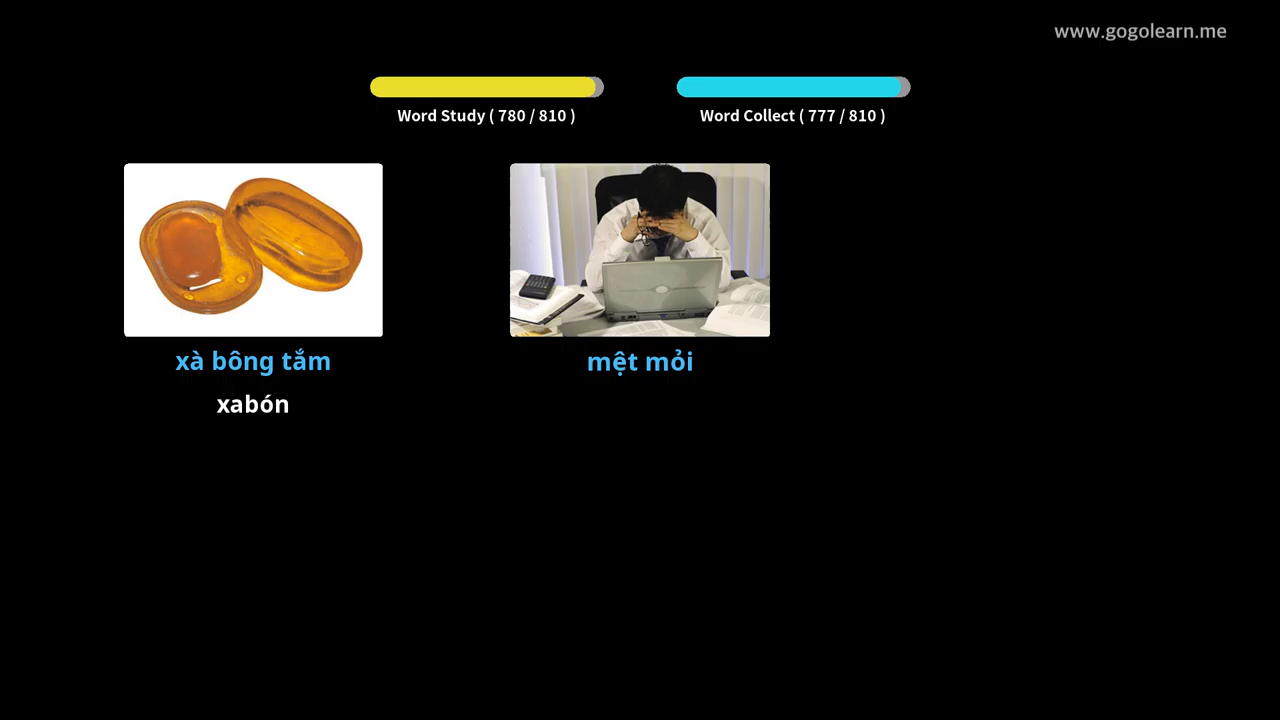 www.gogolearn.me
Word Study ( 780 / 810 )
Word Collect ( 777 / 810 )
xà bông tắm
xabón
mệt mỏi